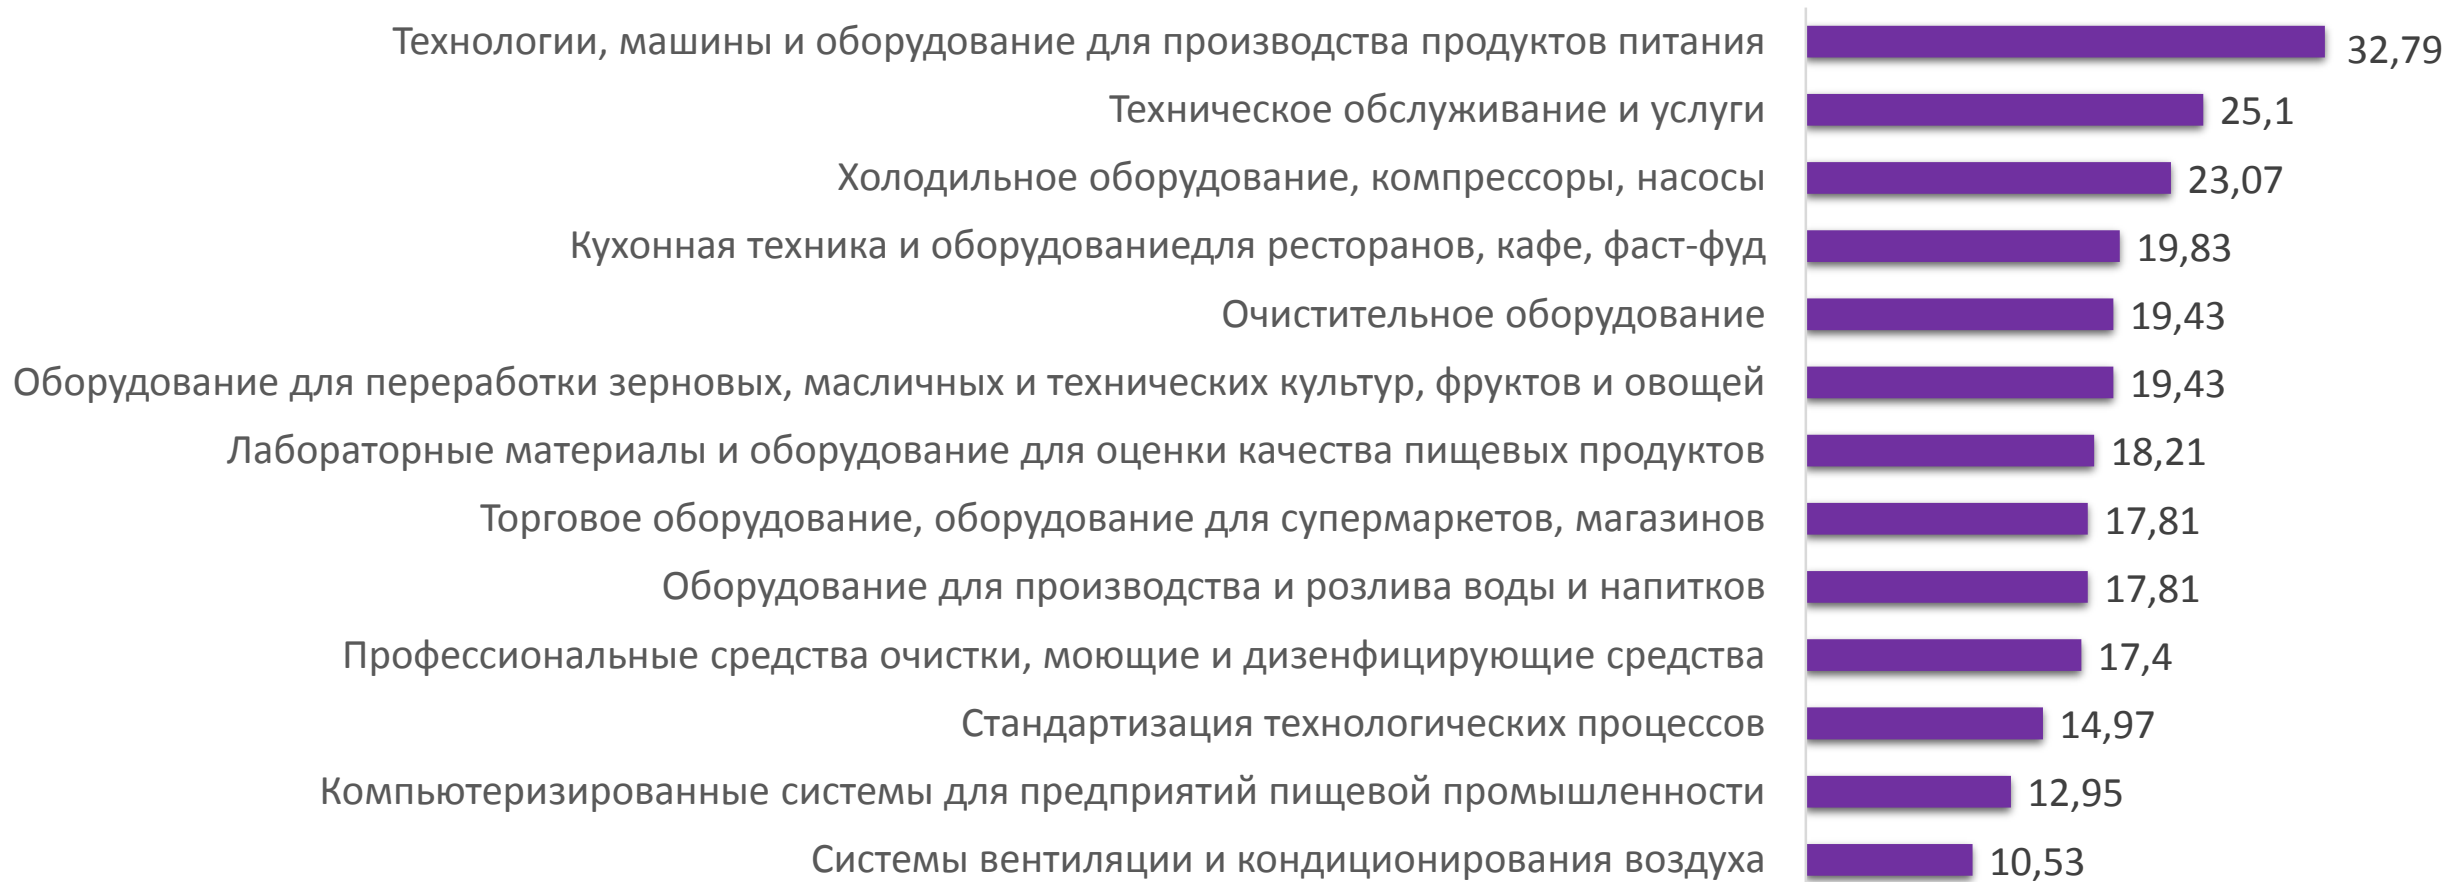 Технологии, машины и оборудование для производства продуктов питания 32,79
Техническое обслуживание и услуги 25,1
Холодильное оборудование, компрессоры, насосы 23,07
Кухонная техника и оборудованиедля ресторанов, кафе, фаст-фуд 19,83
Очистительное оборудование 19,43
Оборудование для переработки зерновых, масличных и технических культур, фруктов и овощей 19,43
Лабораторные материалы и оборудование для оценки качества пищевых продуктов 18,21
Торговое оборудование, оборудование для супермаркетов, магазинов 17,81
Оборудование для производства и розлива воды и напитков 17,81
Профессиональные средства очистки, моющие и дизенфицирующие средства 17,4
Стандартизация технологических процессов 14,97
Компьютеризированные системы для предприятий пищевой промышленности 12,95
Системы вентиляции и кондиционирования воздуха 10,53